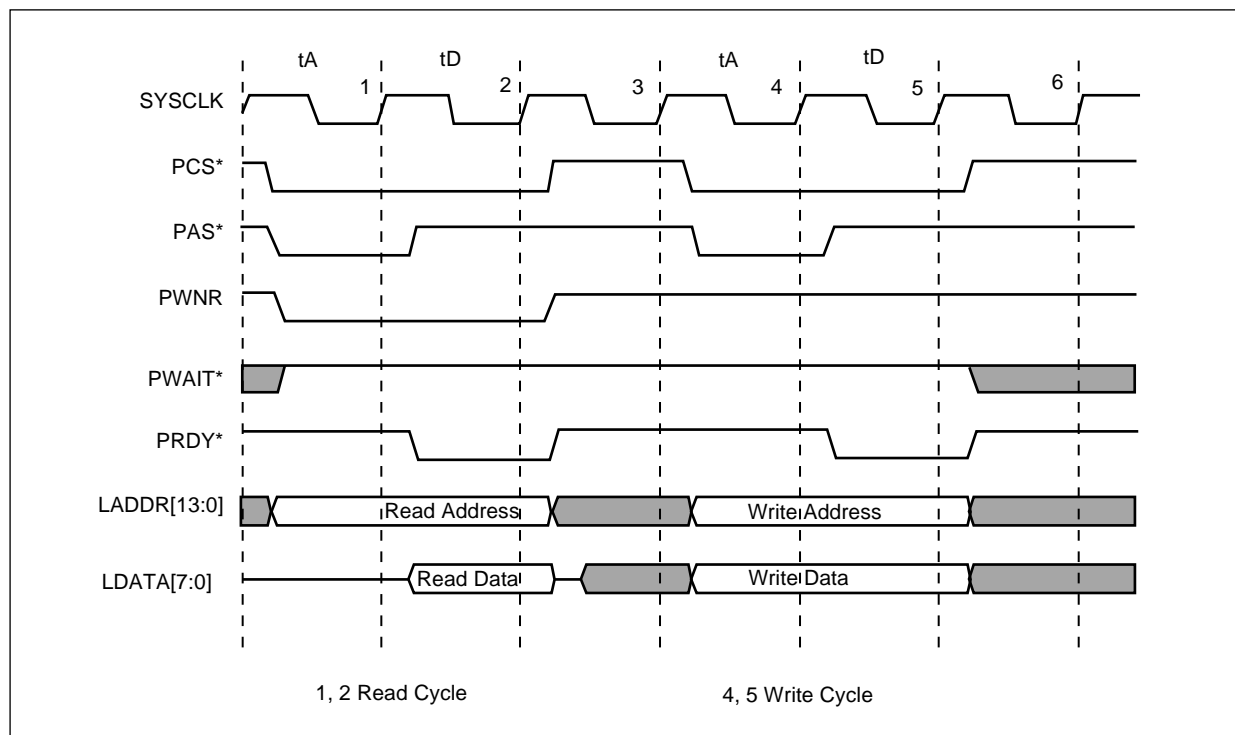 tA tD tA tD
1 2 3 4 5 6
SYSCLK
PCS*
PAS*
PWNR
PWAIT*
PRDY*
LADDR[13:0] Read Address Write Address
LDATA[7:0] Read Data Write Data
1, 2 Read Cycle 4, 5 Write Cycle